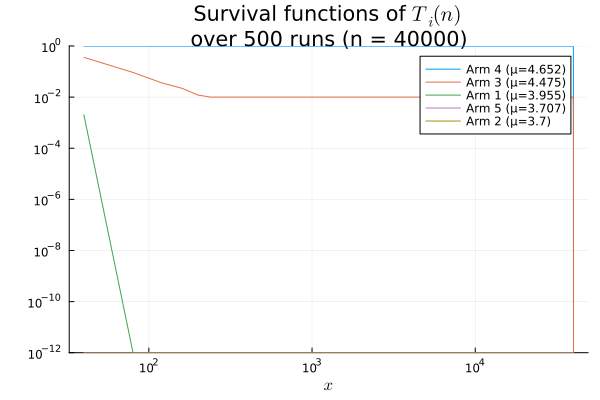 Survival functions of T_i(n)
over 500 runs (n = 40000)
10^0
10^-2
10^-4
10^-6
10^-8
10^-10
10^-12
Arm 4 (μ=4.652)
Arm 3 (μ=4.475)
Arm 1 (μ=3.955)
Arm 5 (μ=3.707)
Arm 2 (μ=3.7)
10^2 10^3 10^4
x